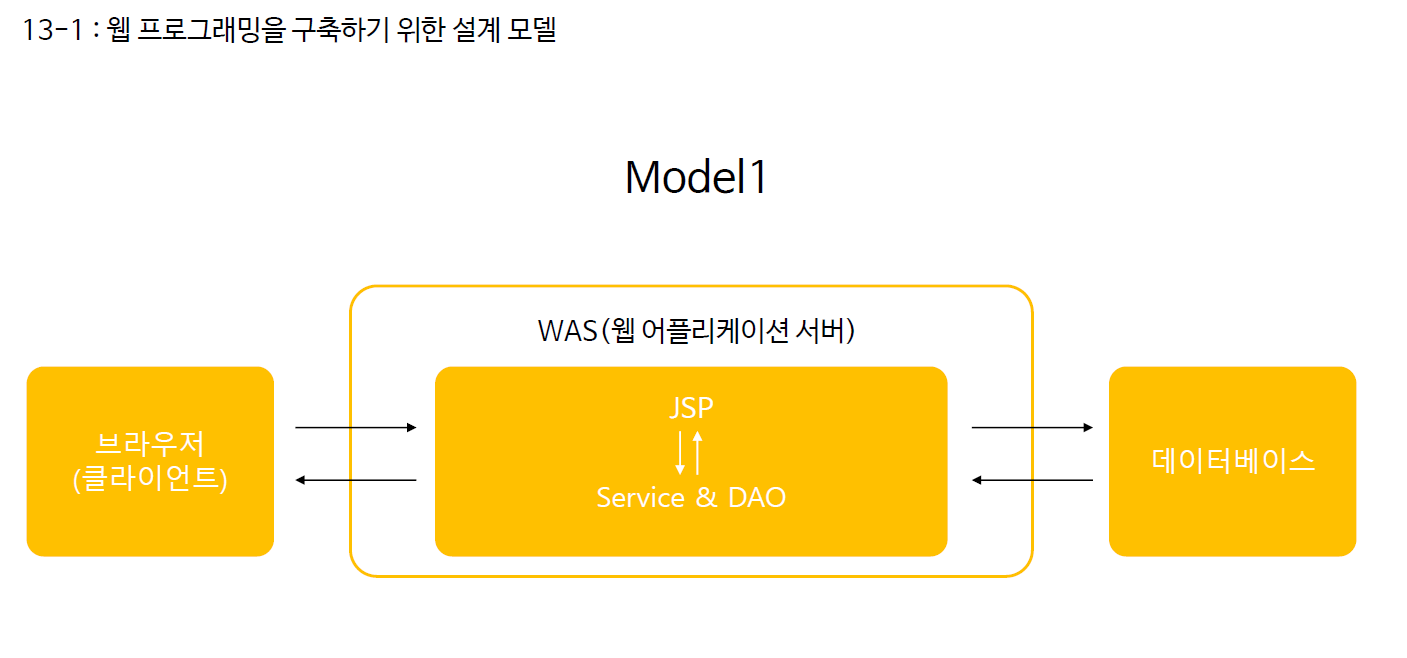 13-1 : 웹 프로그래밍을 구축하기 위한 설계 모델
Model1
WAS(웹 어플리케이션 서버)
브라우저
(클라이언트)
JSP
Service & DAO
데이터베이스